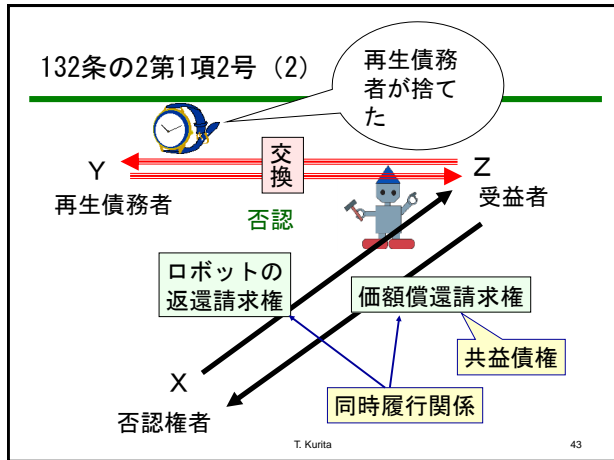 132条の2第1項2号（2）
再生債務
者が捨て
た
交
換
Y
再生債務者
Z
受益者
否認
ロボットの
返還請求権
価額償還請求権
共益債権
X
否認権者
同時履行関係
T. Kurita
43